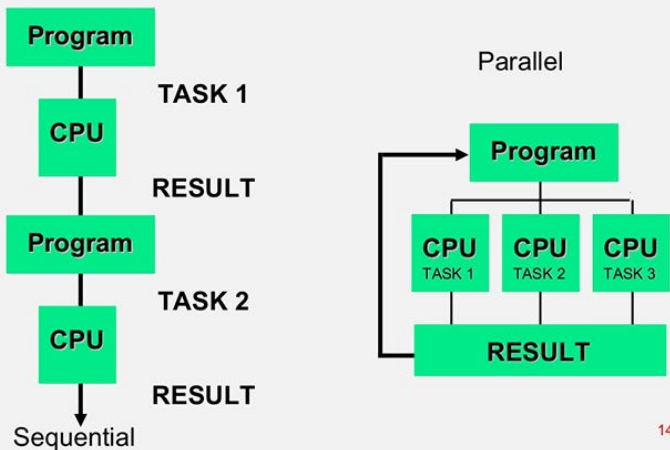 Program
TASK 1
CPU
RESULT
Program
TASK 2
CPU
RESULT
Sequential
Parallel
Program
CPU
TASK 1
CPU
TASK 2
CPU
TASK 3
RESULT
14